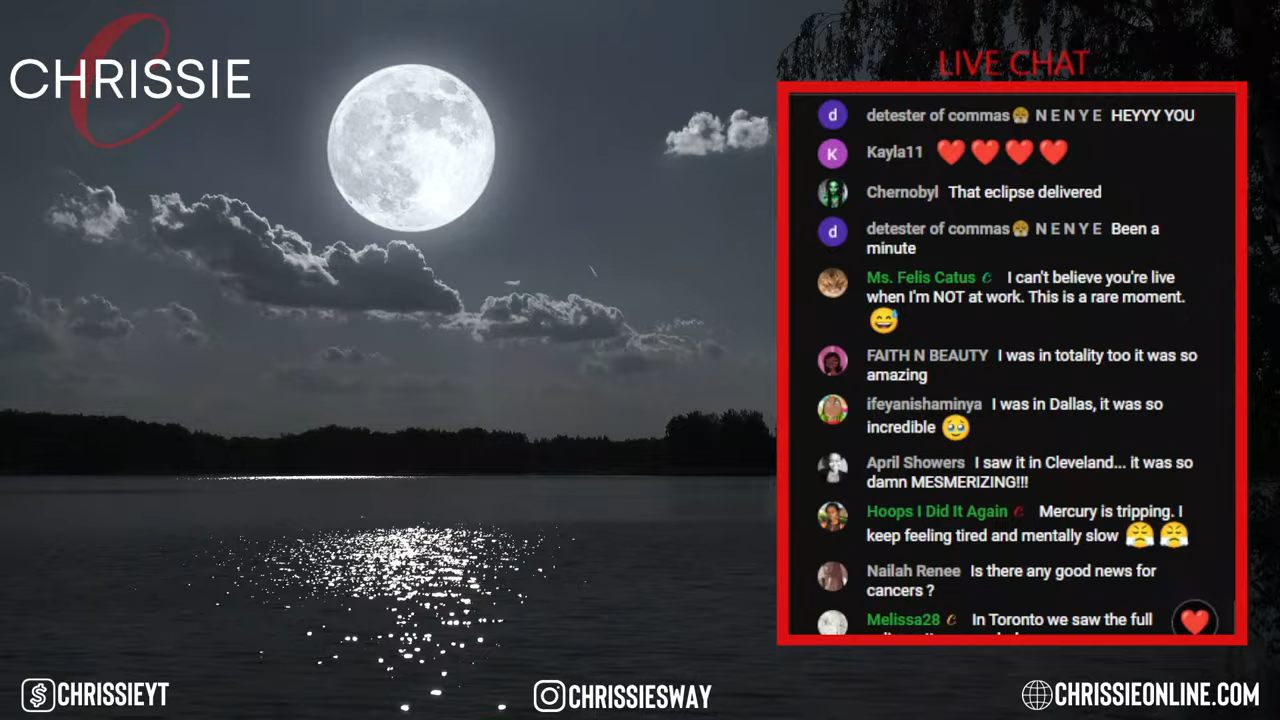 CHRISSIE
LIVE CHAT
d detester of commas😤 N E N Y E HEYYY YOU
K Kayla11 ❤️❤️❤️❤️
Chernobyl That eclipse delivered
d detester of commas😤 N E N Y E Been a
minute
Ms. Felis Catus I can't believe you're live
when I'm NOT at work. This is a rare moment.
😅
FAITH N BEAUTY I was in totality too it was so
amazing
ifeyanishaminya I was in Dallas, it was so
incredible 🥹
April Showers I saw it in Cleveland... it was so
damn MESMERIZING!!!
Hoops I Did It Again Mercury is tripping. I
keep feeling tired and mentally slow 😤😤
Nailah Renee Is there any good news for
cancers ?
Melissa28 In Toronto we saw the full
$ CHRISSIEYT
CHRISSIESWAY
CHRISSIEONLINE.COM